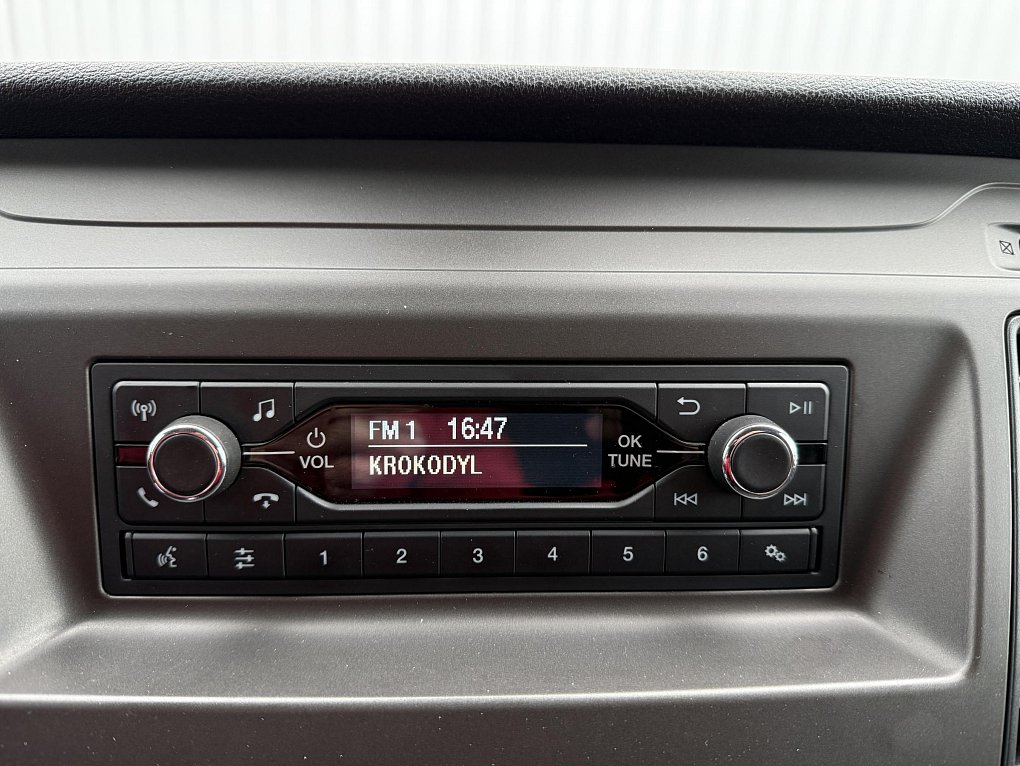 FM 1 16:47
KROKODYL
VOL
OK
TUNE
1 2 3 4 5 6